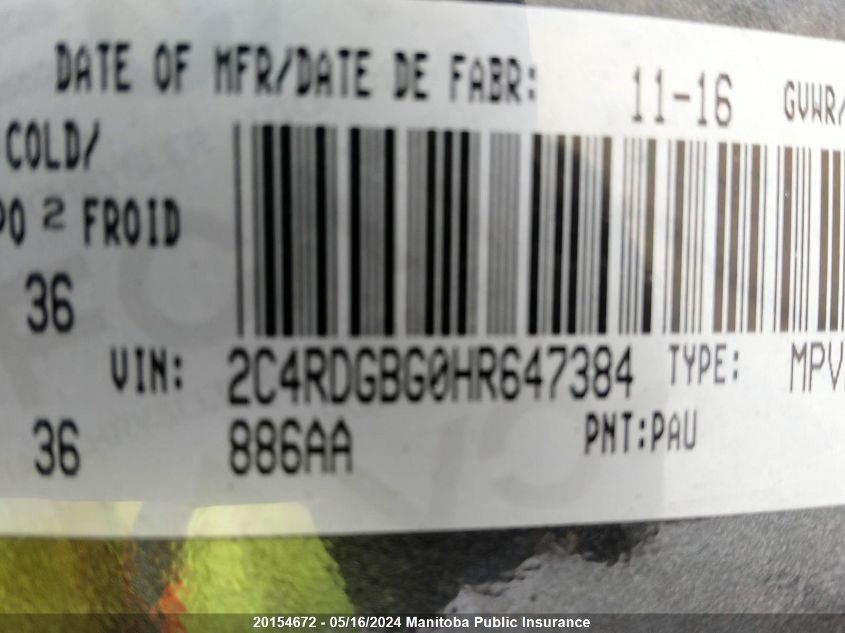 DATE OF MFR/DATE DE FABR: 11-16 GVWR/
COLD/
PO 2 FROID
36
VIN: 2C4RDGBG0HR647384 TYPE: MPV
36 886AA PNT:PAU
20154672 - 05/16/2024 Manitoba Public Insurance